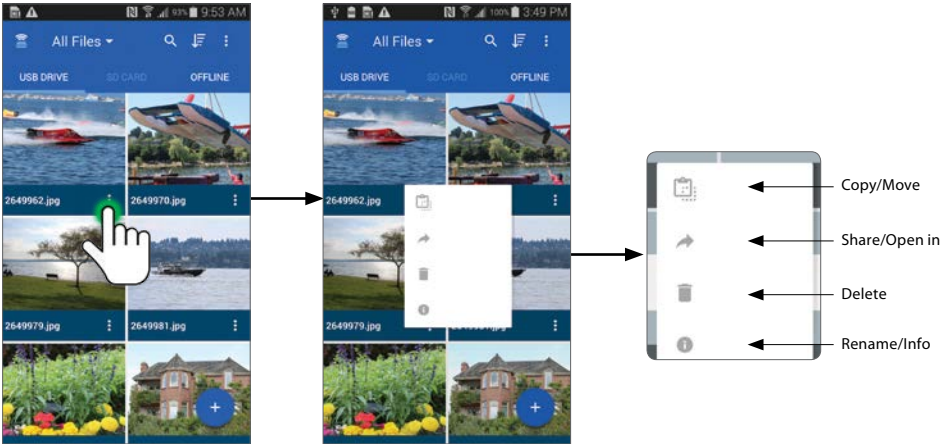 93% 9:53 AM
All Files
USB DRIVE SD CARD OFFLINE
2649962.jpg 2649970.jpg
2649979.jpg 2649981.jpg
+
100% 3:49 PM
All Files
USB DRIVE SD CARD OFFLINE
2649962.jpg
2649979.jpg
+
Copy/Move
Share/Open in
Delete
Rename/Info